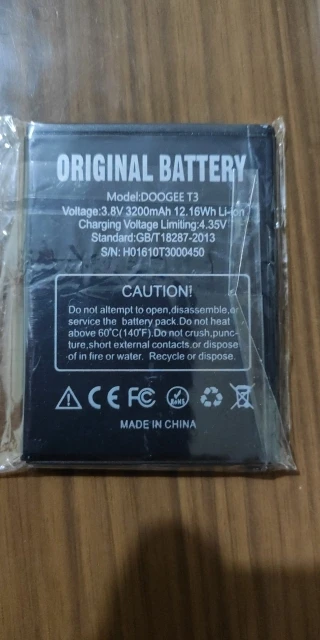 ORIGINAL BATTERY
Model:DOOGEE T3
Voltage:3.8V 3200mAh 12.16Wh Li-ion
Charging Voltage Limiting:4.35V
Standard:GB/T18287-2013
S/N: H01610T3000450
CAUTION!
Do not attempt to open,disassemble,or
service the battery pack.Do not heat
above 60°C(140°F).Do not crush,punc-
ture,short external contacts,or dispose
of in fire or water. Recycle or dispose.
CE FC RoHS
MADE IN CHINA